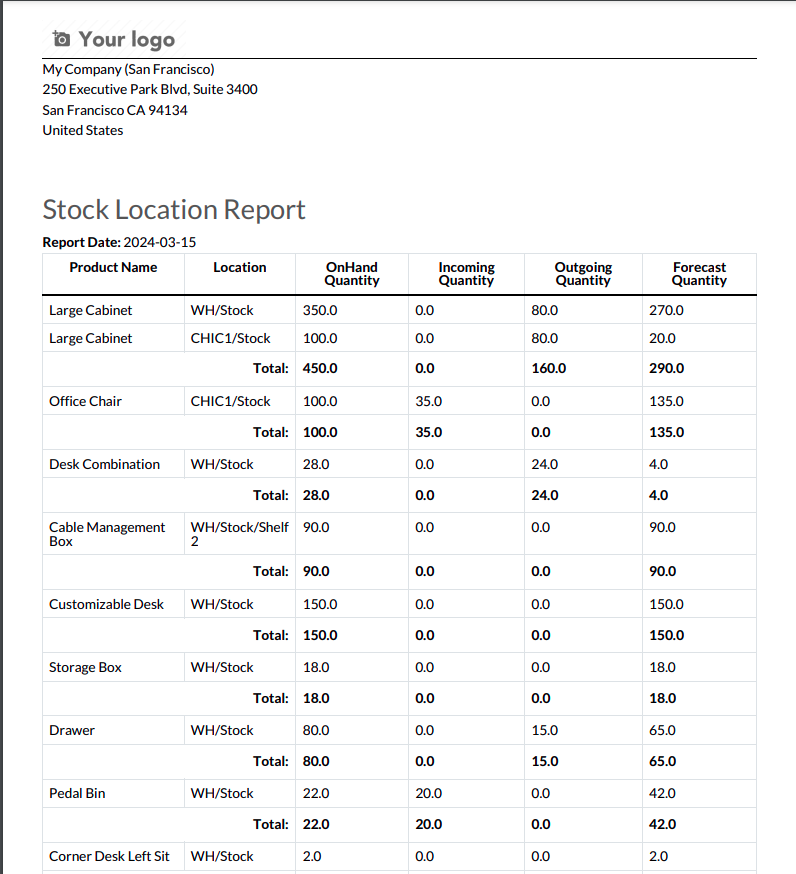 Your logo
My Company (San Francisco)
250 Executive Park Blvd, Suite 3400
San Francisco CA 94134
United States
Stock Location Report
Report Date: 2024-03-15
Product Name Location OnHand Quantity Incoming Quantity Outgoing Quantity Forecast Quantity
Large Cabinet WH/Stock 350.0 0.0 80.0 270.0
Large Cabinet CHIC1/Stock 100.0 0.0 80.0 20.0
Total: 450.0 0.0 160.0 290.0
Office Chair CHIC1/Stock 100.0 35.0 0.0 135.0
Total: 100.0 35.0 0.0 135.0
Desk Combination WH/Stock 28.0 0.0 24.0 4.0
Total: 28.0 0.0 24.0 4.0
Cable Management Box WH/Stock/Shelf 2 90.0 0.0 0.0 90.0
Total: 90.0 0.0 0.0 90.0
Customizable Desk WH/Stock 150.0 0.0 0.0 150.0
Total: 150.0 0.0 0.0 150.0
Storage Box WH/Stock 18.0 0.0 0.0 18.0
Total: 18.0 0.0 0.0 18.0
Drawer WH/Stock 80.0 0.0 15.0 65.0
Total: 80.0 0.0 15.0 65.0
Pedal Bin WH/Stock 22.0 20.0 0.0 42.0
Total: 22.0 20.0 0.0 42.0
Corner Desk Left Sit WH/Stock 2.0 0.0 0.0 2.0